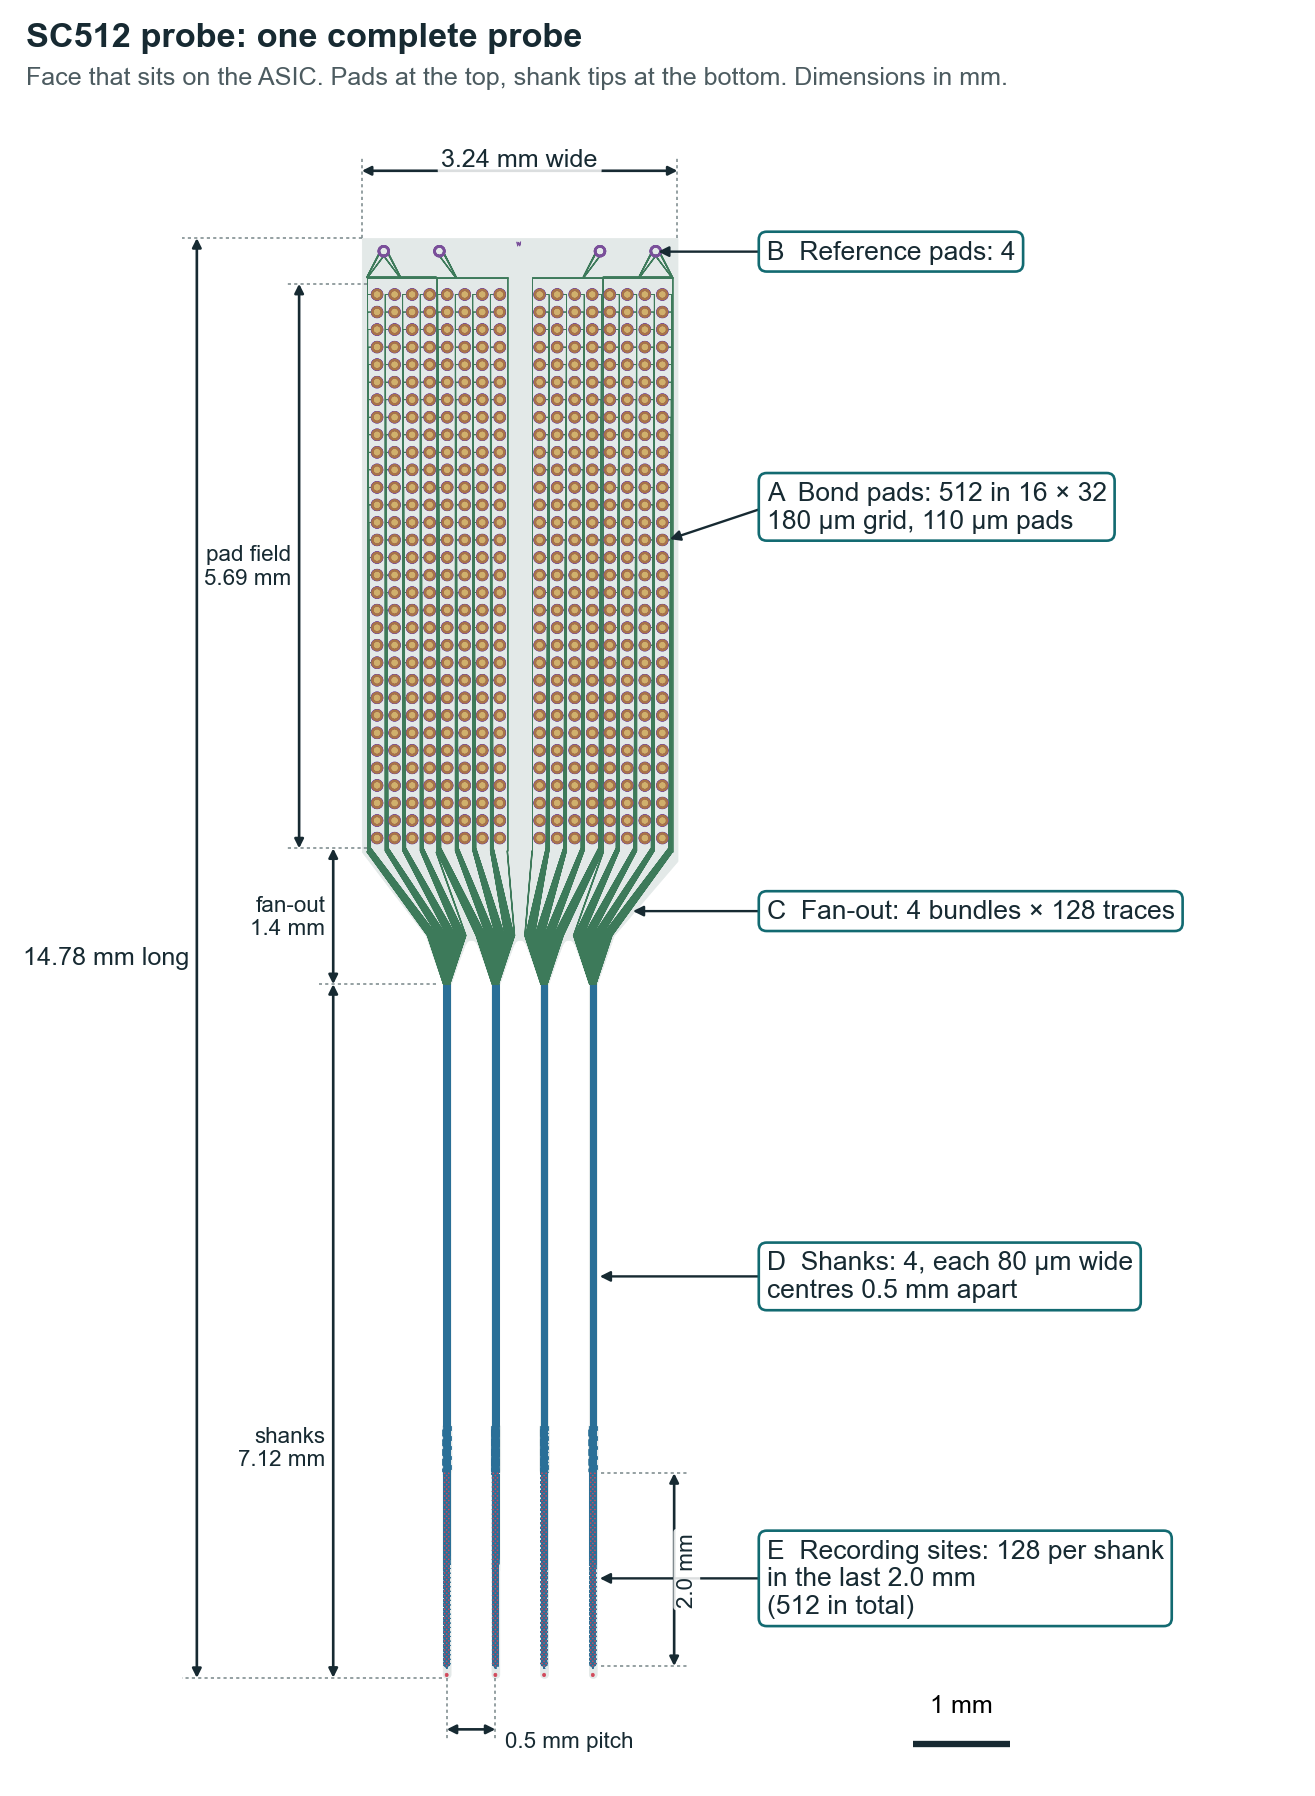 SC512 probe: one complete probe
Face that sits on the ASIC. Pads at the top, shank tips at the bottom. Dimensions in mm.
3.24 mm wide
B  Reference pads: 4
A  Bond pads: 512 in 16 × 32
180 µm grid, 110 µm pads
pad field
5.69 mm
fan-out
1.4 mm
C  Fan-out: 4 bundles × 128 traces
14.78 mm long
D  Shanks: 4, each 80 µm wide
centres 0.5 mm apart
shanks
7.12 mm
2.0 mm
E  Recording sites: 128 per shank
in the last 2.0 mm
(512 in total)
1 mm
0.5 mm pitch